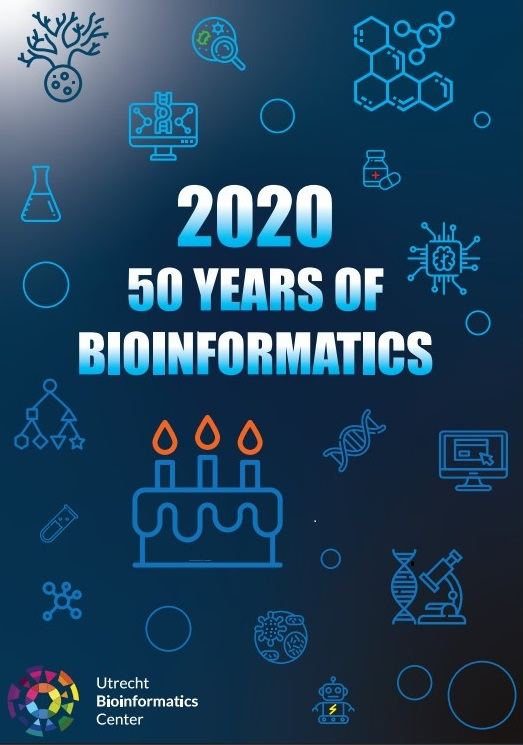 2020
50 YEARS OF
BIOINFORMATICS
Utrecht
Bioinformatics
Center